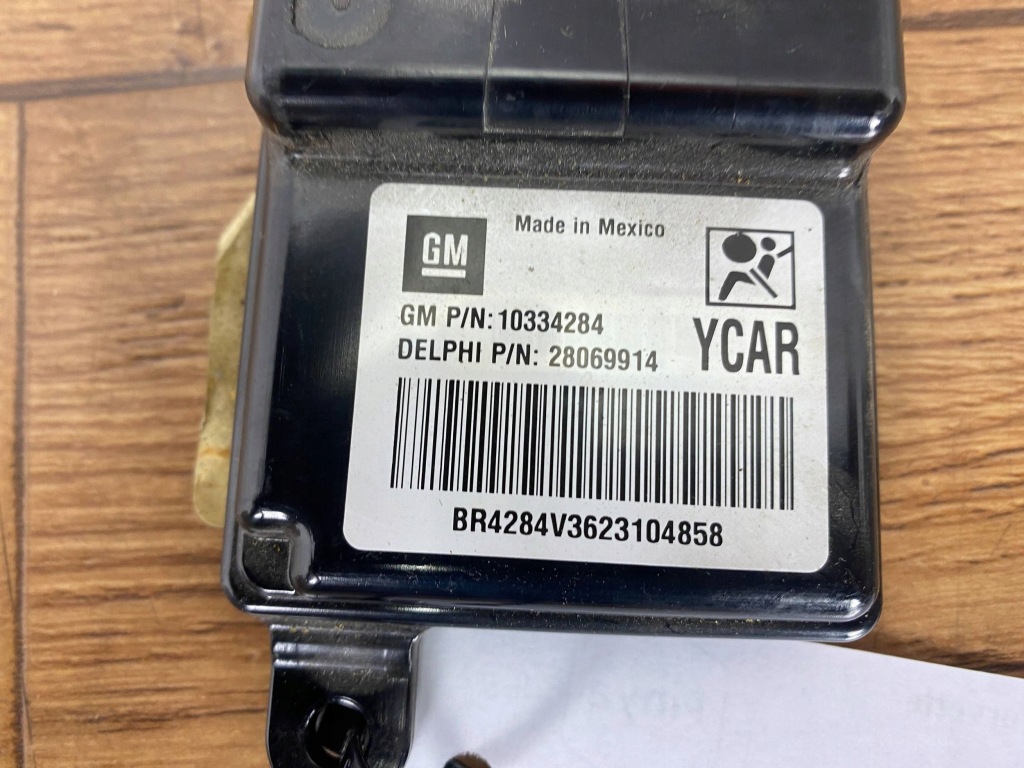 GM
Made in Mexico
GM P/N: 10334284
DELPHI P/N: 28069914
YCAR
BR4284V3623104858